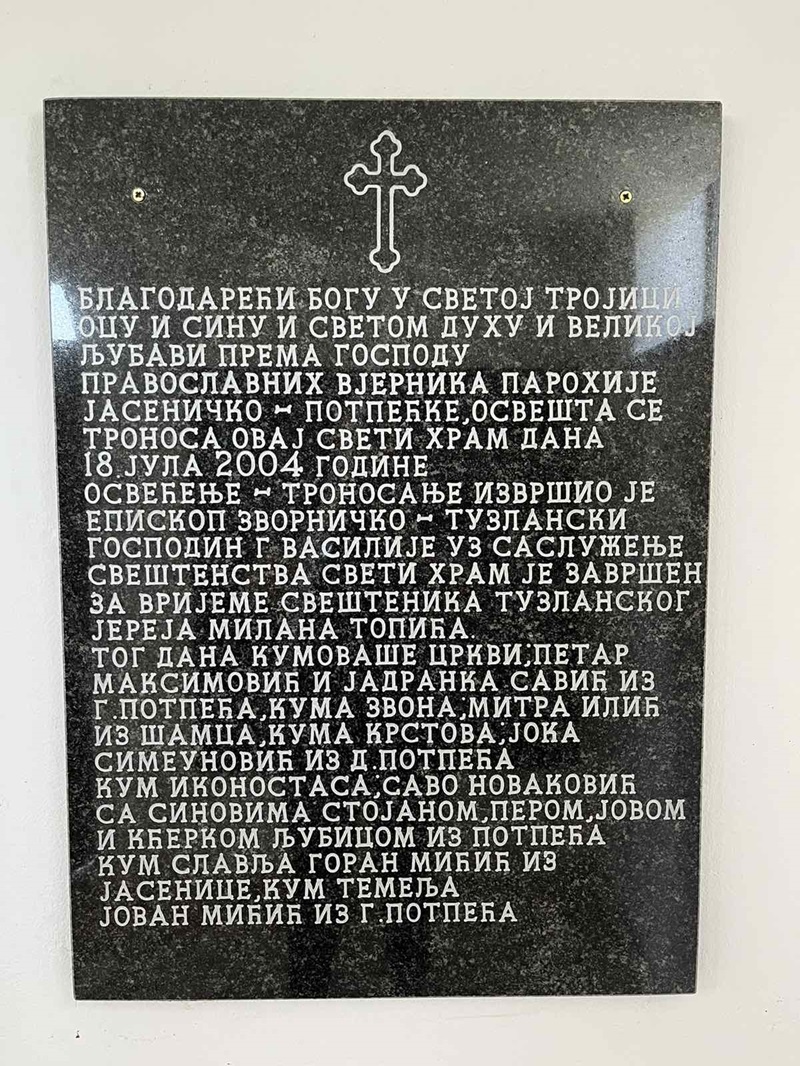 БЛАГОДАРЕЋИ БОГУ У СВЕТОЈ ТРОЈИЦИ
ОЦУ И СИНУ И СВЕТОМ ДУХУ И ВЕЛИКОЈ
ЉУБАВИ ПРЕМА ГОСПОДУ
ПРАВОСЛАВНИХ ВЈЕРНИКА ПАРОХИЈЕ
ЈАСЕНИЧКО - ПОТПЕЋКЕ,ОСВЕШТА СЕ
ТРОНОСА ОВАЈ СВЕТИ ХРАМ ДАНА
18.ЈУЛА 2004 ГОДИНЕ
ОСВЕЋЕЊЕ - ТРОНОСАЊЕ ИЗВРШИО ЈЕ
ЕПИСКОП ЗВОРНИЧКО - ТУЗЛАНСКИ
ГОСПОДИН Г.ВАСИЛИЈЕ УЗ САСЛУЖЕЊЕ
СВЕШТЕНСТВА СВЕТИ ХРАМ ЈЕ ЗАВРШЕН
ЗА ВРИЈЕМЕ СВЕШТЕНИКА ТУЗЛАНСКОГ
ЈЕРЕЈА МИЛАНА ТОПИЋА.
ТОГ ДАНА КУМОВАШЕ ЦРКВИ;ПЕТАР
МАКСИМОВИЋ И ЈАДРАНКА САВИЋ ИЗ
Г.ПОТПЕЋА,КУМА ЗВОНА,МИТРА ИЛИЋ
ИЗ ШАМЦА,КУМА КРСТОВА;ЈОКА
СИМЕУНОВИЋ ИЗ Д.ПОТПЕЋА
КУМ ИКОНОСТАСА,САВО НОВАКОВИЋ
СА СИНОВИМА СТОЈАНОМ,ПЕРОМ,ЈОВОМ
И КЋЕРКОМ ЉУБИЦОМ ИЗ ПОТПЕЋА
КУМ СЛАВЉА ГОРАН МИЋИЋ ИЗ
ЈАСЕНИЦЕ,КУМ ТЕМЕЉА
ЈОВАН МИЋИЋ ИЗ Г.ПОТПЕЋА